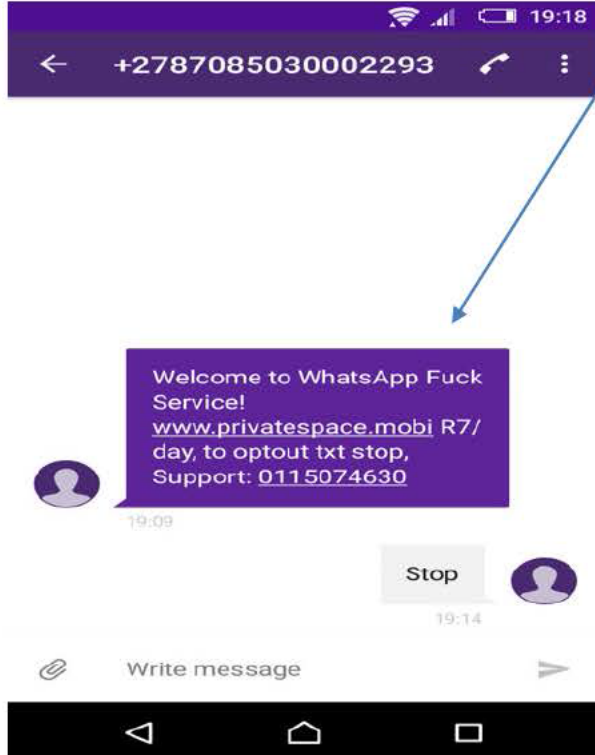 19:18
+2787085030002293
Welcome to WhatsApp Fuck
Service!
www.privatespace.mobi R7/
day, to optout txt stop,
Support: 0115074630
19:09
Stop
19:14
Write message